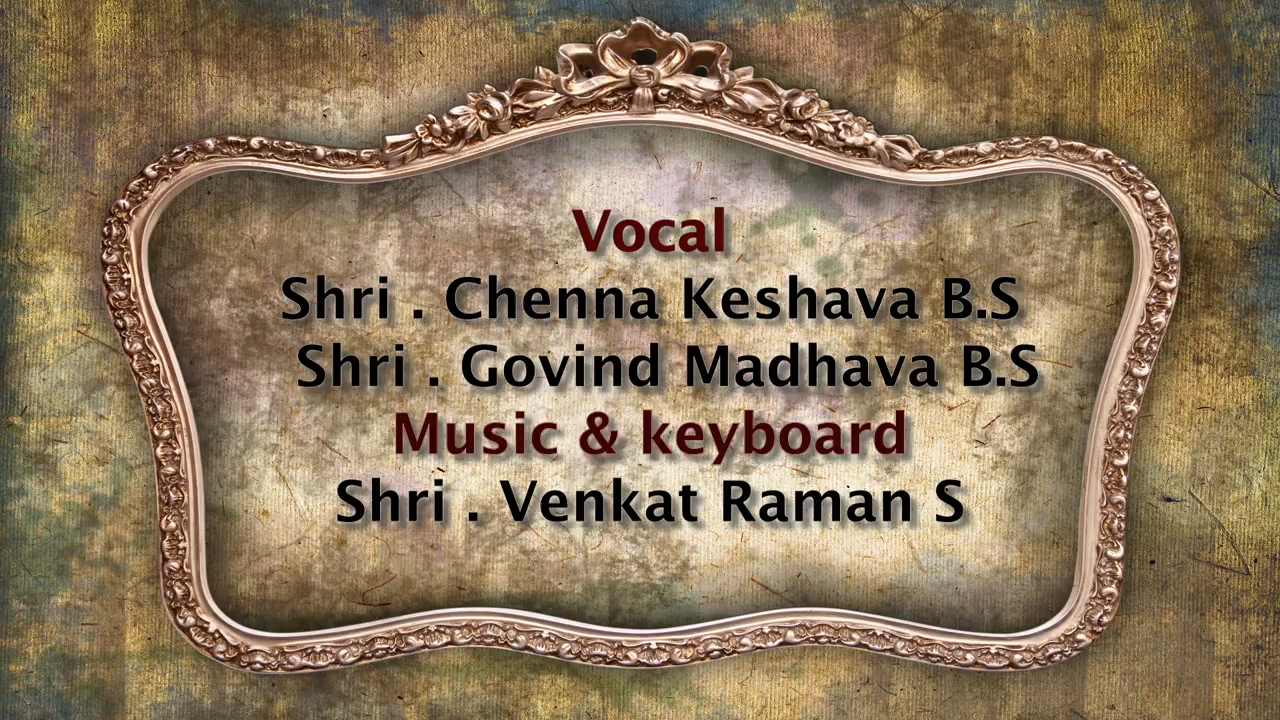 Vocal
Shri . Chenna Keshava B.S
Shri . Govind Madhava B.S
Music & keyboard
Shri . Venkat Raman S